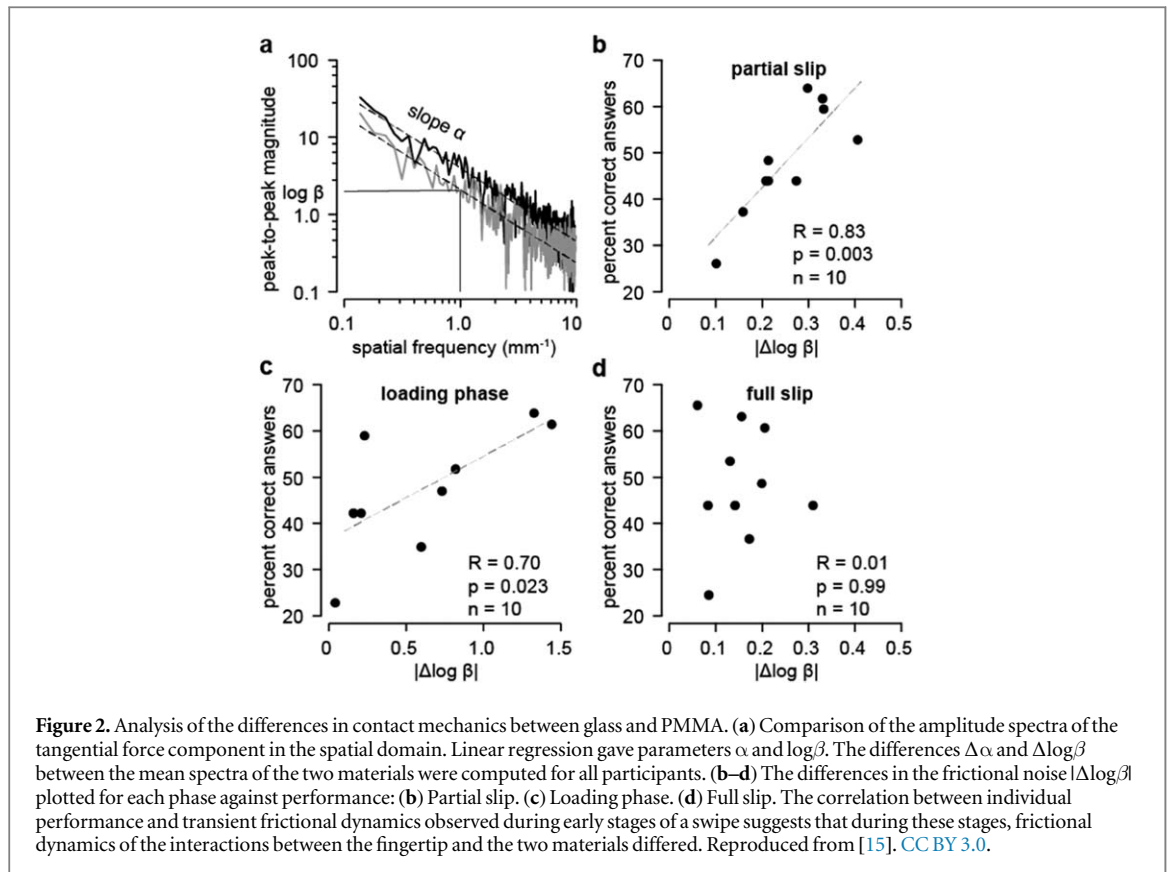 a
100
10
log β
1.0
0.1
peak-to-peak magnitude
slope α
0.1
1.0
10
spatial frequency (mm⁻¹)
b
partial slip
70
60
50
40
30
20
percent correct answers
R = 0.83
p = 0.003
n = 10
0
0.1
0.2
0.3
0.4
0.5
|Δlog β|
c
loading phase
70
60
50
40
30
20
percent correct answers
R = 0.70
p = 0.023
n = 10
0
0.5
1.0
1.5
|Δlog β|
d
full slip
70
60
50
40
30
20
percent correct answers
R = 0.01
p = 0.99
n = 10
0
0.1
0.2
0.3
0.4
0.5
|Δlog β|
Figure 2. Analysis of the differences in contact mechanics between glass and PMMA. (a) Comparison of the amplitude spectra of the
tangential force component in the spatial domain. Linear regression gave parameters α and logβ. The differences Δα and Δlogβ
between the mean spectra of the two materials were computed for all participants. (b–d) The differences in the frictional noise |Δlogβ|
plotted for each phase against performance: (b) Partial slip. (c) Loading phase. (d) Full slip. The correlation between individual
performance and transient frictional dynamics observed during early stages of a swipe suggests that during these stages, frictional
dynamics of the interactions between the fingertip and the two materials differed. Reproduced from [15]. CC BY 3.0.